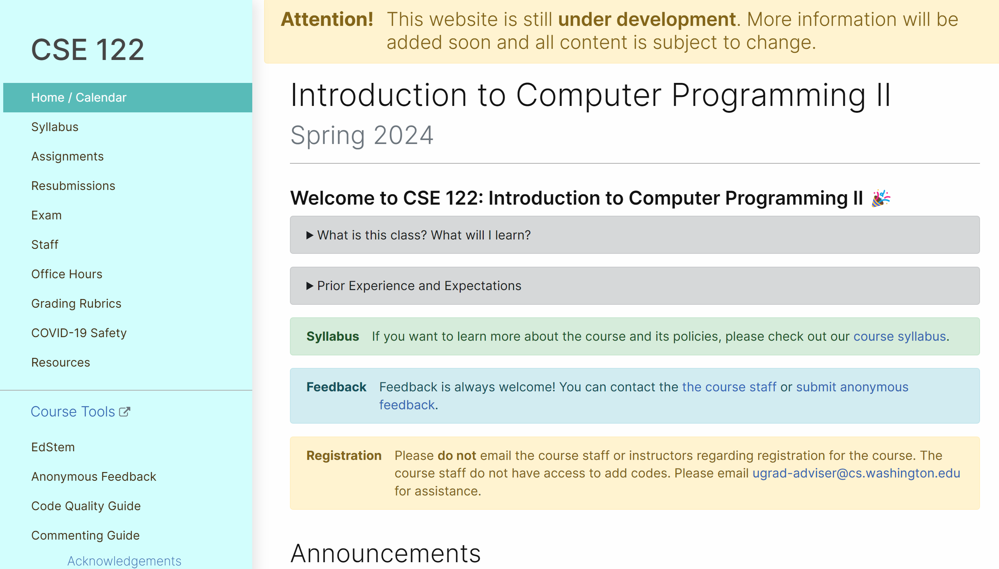 CSE 122
Home / Calendar
Syllabus
Assignments
Resubmissions
Exam
Staff
Office Hours
Grading Rubrics
COVID-19 Safety
Resources
Course Tools
EdStem
Anonymous Feedback
Code Quality Guide
Commenting Guide
Acknowledgements
Attention! This website is still under development. More information will be
added soon and all content is subject to change.
Introduction to Computer Programming II
Spring 2024
Welcome to CSE 122: Introduction to Computer Programming II 🎉
▶ What is this class? What will I learn?
▶ Prior Experience and Expectations
Syllabus If you want to learn more about the course and its policies, please check out our course syllabus.
Feedback Feedback is always welcome! You can contact the the course staff or submit anonymous
feedback.
Registration Please do not email the course staff or instructors regarding registration for the course. The
course staff do not have access to add codes. Please email ugrad-adviser@cs.washington.edu
for assistance.
Announcements